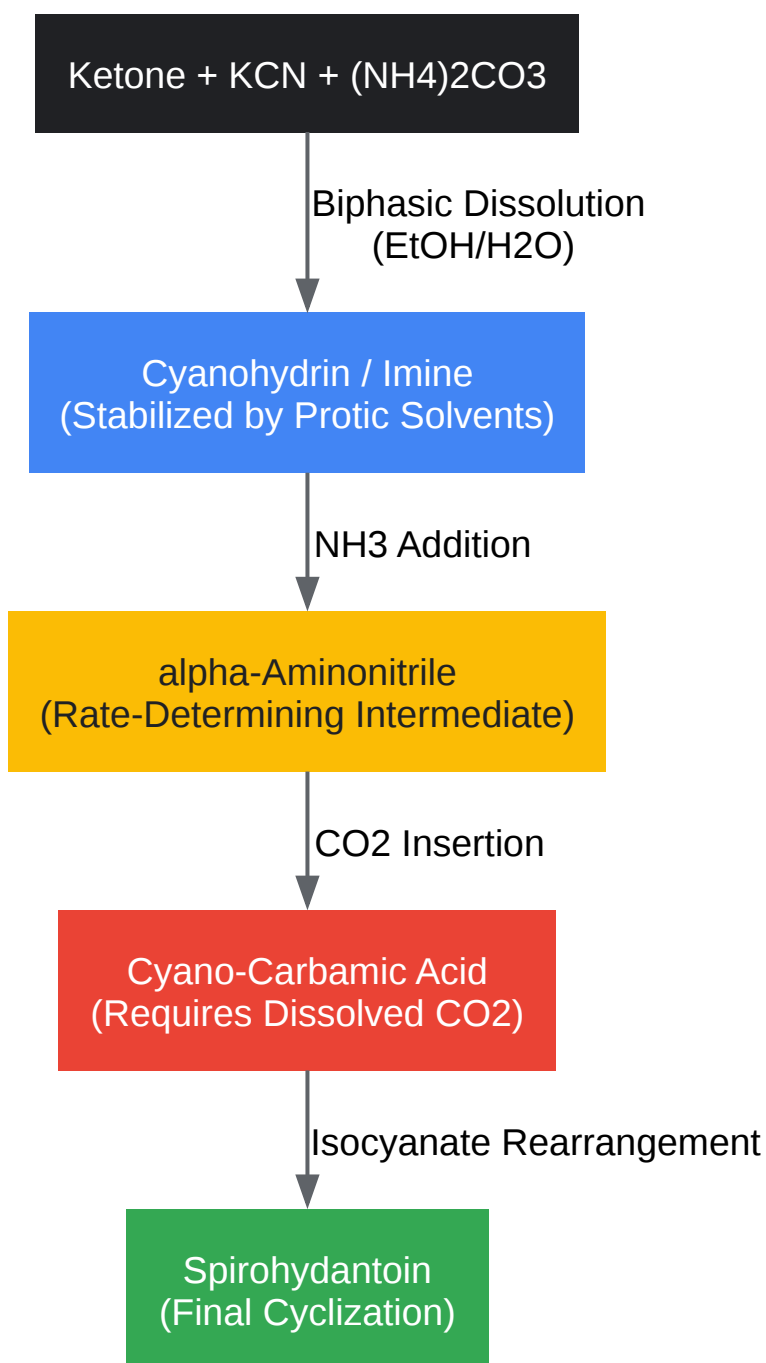 Ketone + KCN + (NH4)2CO3
Biphasic Dissolution
(EtOH/H2O)
Cyanohydrin / Imine
(Stabilized by Protic Solvents)
NH3 Addition
alpha-Aminonitrile
(Rate-Determining Intermediate)
CO2 Insertion
Cyano-Carbamic Acid
(Requires Dissolved CO2)
Isocyanate Rearrangement
Spirohydantoin
(Final Cyclization)